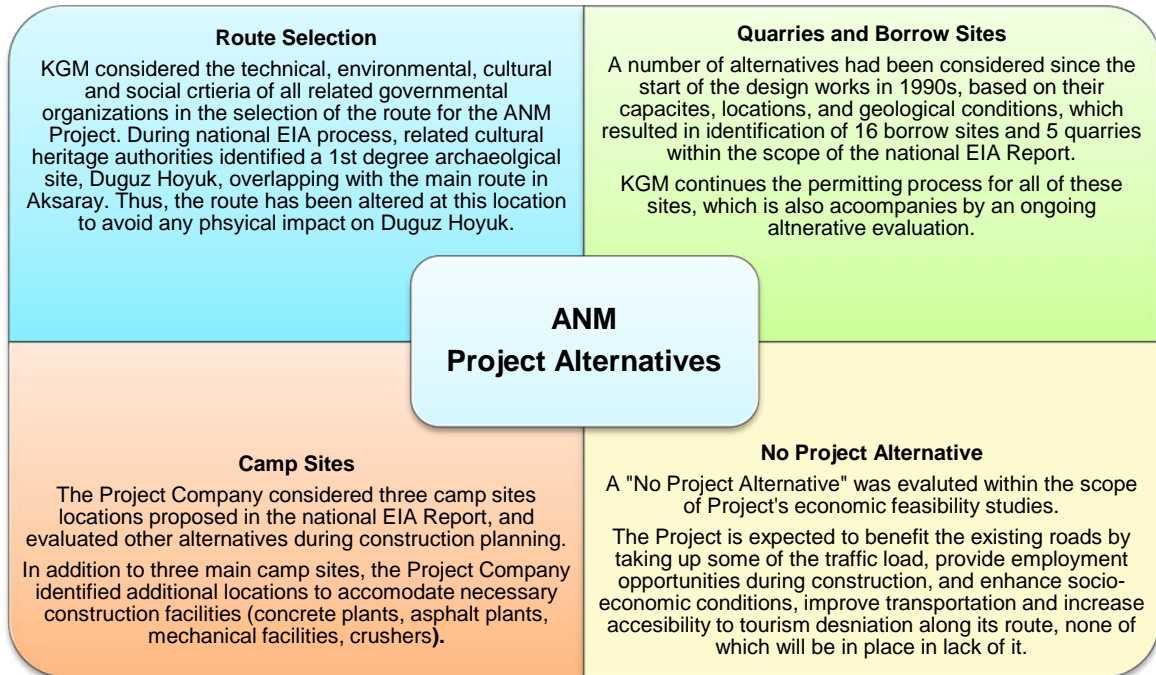 Route Selection
KGM considered the technical, environmental, cultural
and social crtieria of all related governmental
organizations in the selection of the route for the ANM
Project. During national EIA process, related cultural
heritage authorities identified a 1st degree archaeolgical
site, Duguz Hoyuk, overlapping with the main route in
Aksaray. Thus, the route has been altered at this location
to avoid any phsyical impact on Duguz Hoyuk.
Quarries and Borrow Sites
A number of alternatives had been considered since the
start of the design works in 1990s, based on their
capacites, locations, and geological conditions, which
resulted in identification of 16 borrow sites and 5 quarries
within the scope of the national EIA Report.
KGM continues the permitting process for all of these
sites, which is also acoompanies by an ongoing
altnerative evaluation.
ANM
Project Alternatives
Camp Sites
The Project Company considered three camp sites
locations proposed in the national EIA Report, and
evaluated other alternatives during construction planning.
In addition to three main camp sites, the Project Company
identified additional locations to accomodate necessary
construction facilities (concrete plants, asphalt plants,
mechanical facilities, crushers).
No Project Alternative
A "No Project Alternative" was evaluted within the scope
of Project's economic feasibility studies.
The Project is expected to benefit the existing roads by
taking up some of the traffic load, provide employment
opportunities during construction, and enhance socio-
economic conditions, improve transportation and increase
accesibility to tourism desniation along its route, none of
which will be in place in lack of it.